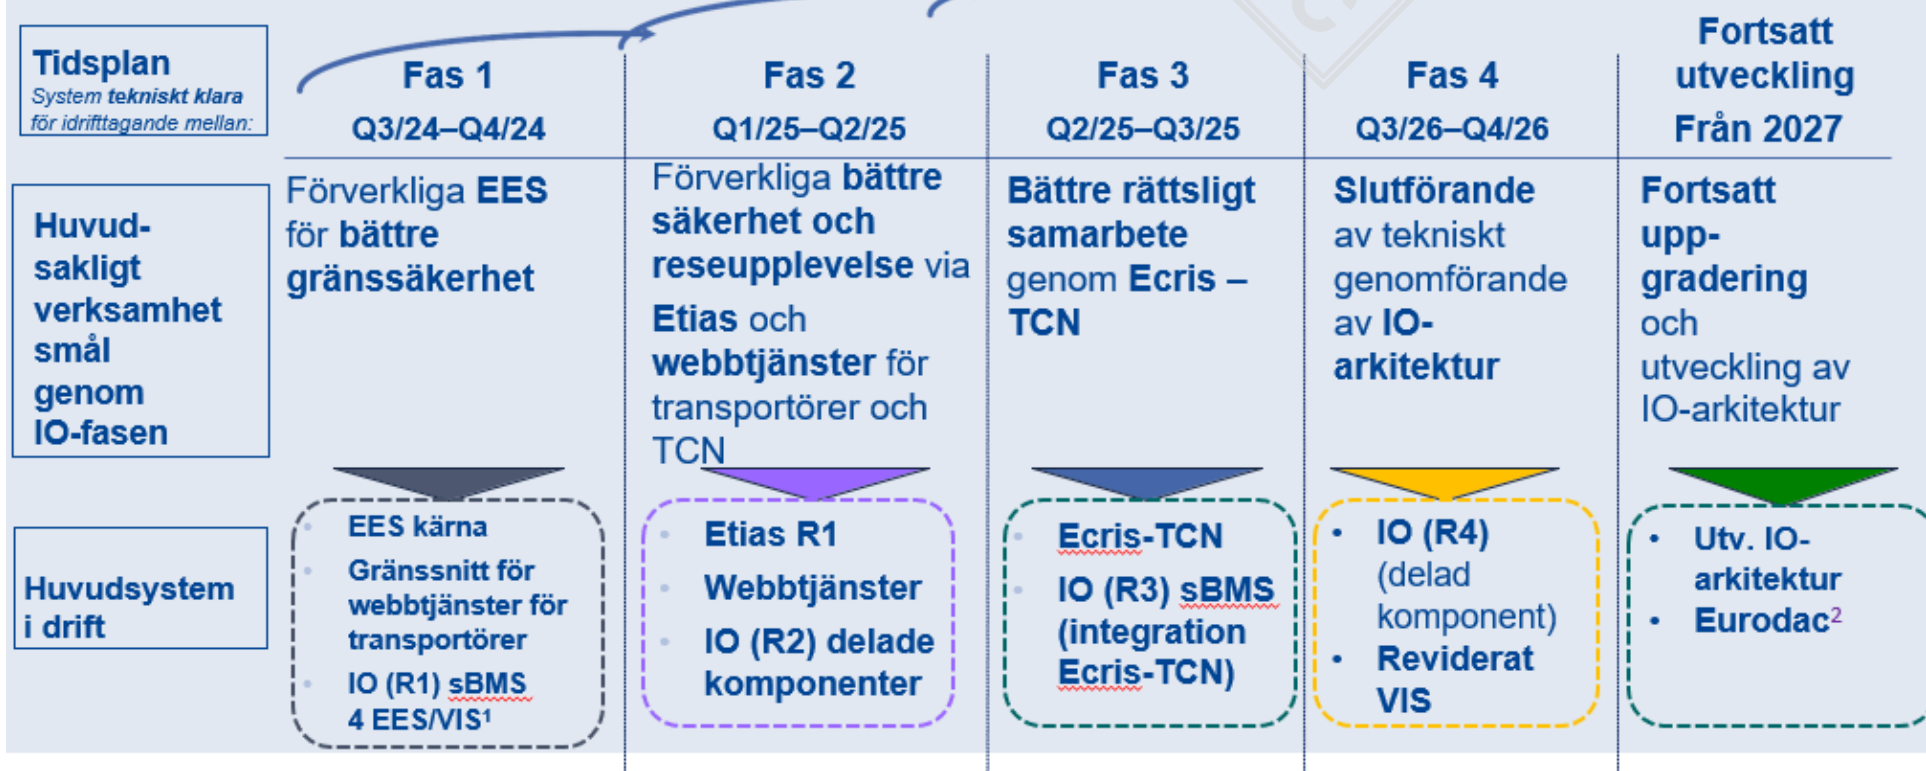 Tidsplan
System tekniskt klara
för idrifttagande mellan:
Fas 1
Q3/24–Q4/24
Fas 2
Q1/25–Q2/25
Fas 3
Q2/25–Q3/25
Fas 4
Q3/26–Q4/26
Fortsatt
utveckling
Från 2027
Huvud-
sakligt
verksamhet
smål
genom
IO-fasen
Förverkliga EES
för bättre
gränssäkerhet
Förverkliga bättre
säkerhet och
reseupplevelse via
Etias och
webbtjänster för
transportörer och
TCN
Bättre rättsligt
samarbete
genom Ecris –
TCN
Slutförande
av tekniskt
genomförande
av IO-
arkitektur
Fortsatt
upp-
gradering
och
utveckling av
IO-arkitektur
Huvudsystem
i drift
EES kärna
Gränssnitt för
webbtjänster för
transportörer
IO (R1) sBMS
4 EES/VIS¹
Etias R1
Webbtjänster
IO (R2) delade
komponenter
Ecris-TCN
IO (R3) sBMS
(integration
Ecris-TCN)
IO (R4)
(delad
komponent)
Reviderat
VIS
Utv. IO-
arkitektur
Eurodac²